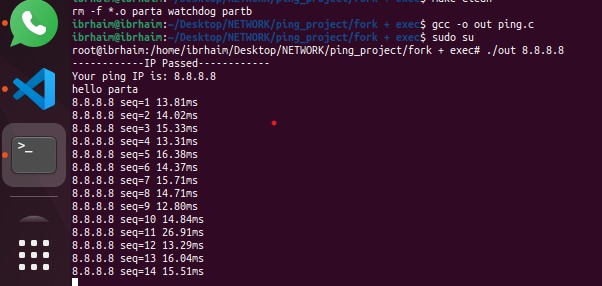 rm -f *.o parta watchdog partb
ibrhaim@ibrhaim:~/Desktop/NETWORK/ping_project/fork + exec$ gcc -o out ping.c
ibrhaim@ibrhaim:~/Desktop/NETWORK/ping_project/fork + exec$ sudo su
root@ibrhaim:/home/ibrhaim/Desktop/NETWORK/ping_project/fork + exec# ./out 8.8.8.8
------------IP Passed------------
Your ping IP is: 8.8.8.8
hello parta
8.8.8.8 seq=1 13.81ms
8.8.8.8 seq=2 14.02ms
8.8.8.8 seq=3 15.33ms
8.8.8.8 seq=4 13.31ms
8.8.8.8 seq=5 16.38ms
8.8.8.8 seq=6 14.37ms
8.8.8.8 seq=7 15.71ms
8.8.8.8 seq=8 14.71ms
8.8.8.8 seq=9 12.80ms
8.8.8.8 seq=10 14.84ms
8.8.8.8 seq=11 26.91ms
8.8.8.8 seq=12 13.29ms
8.8.8.8 seq=13 16.04ms
8.8.8.8 seq=14 15.51ms